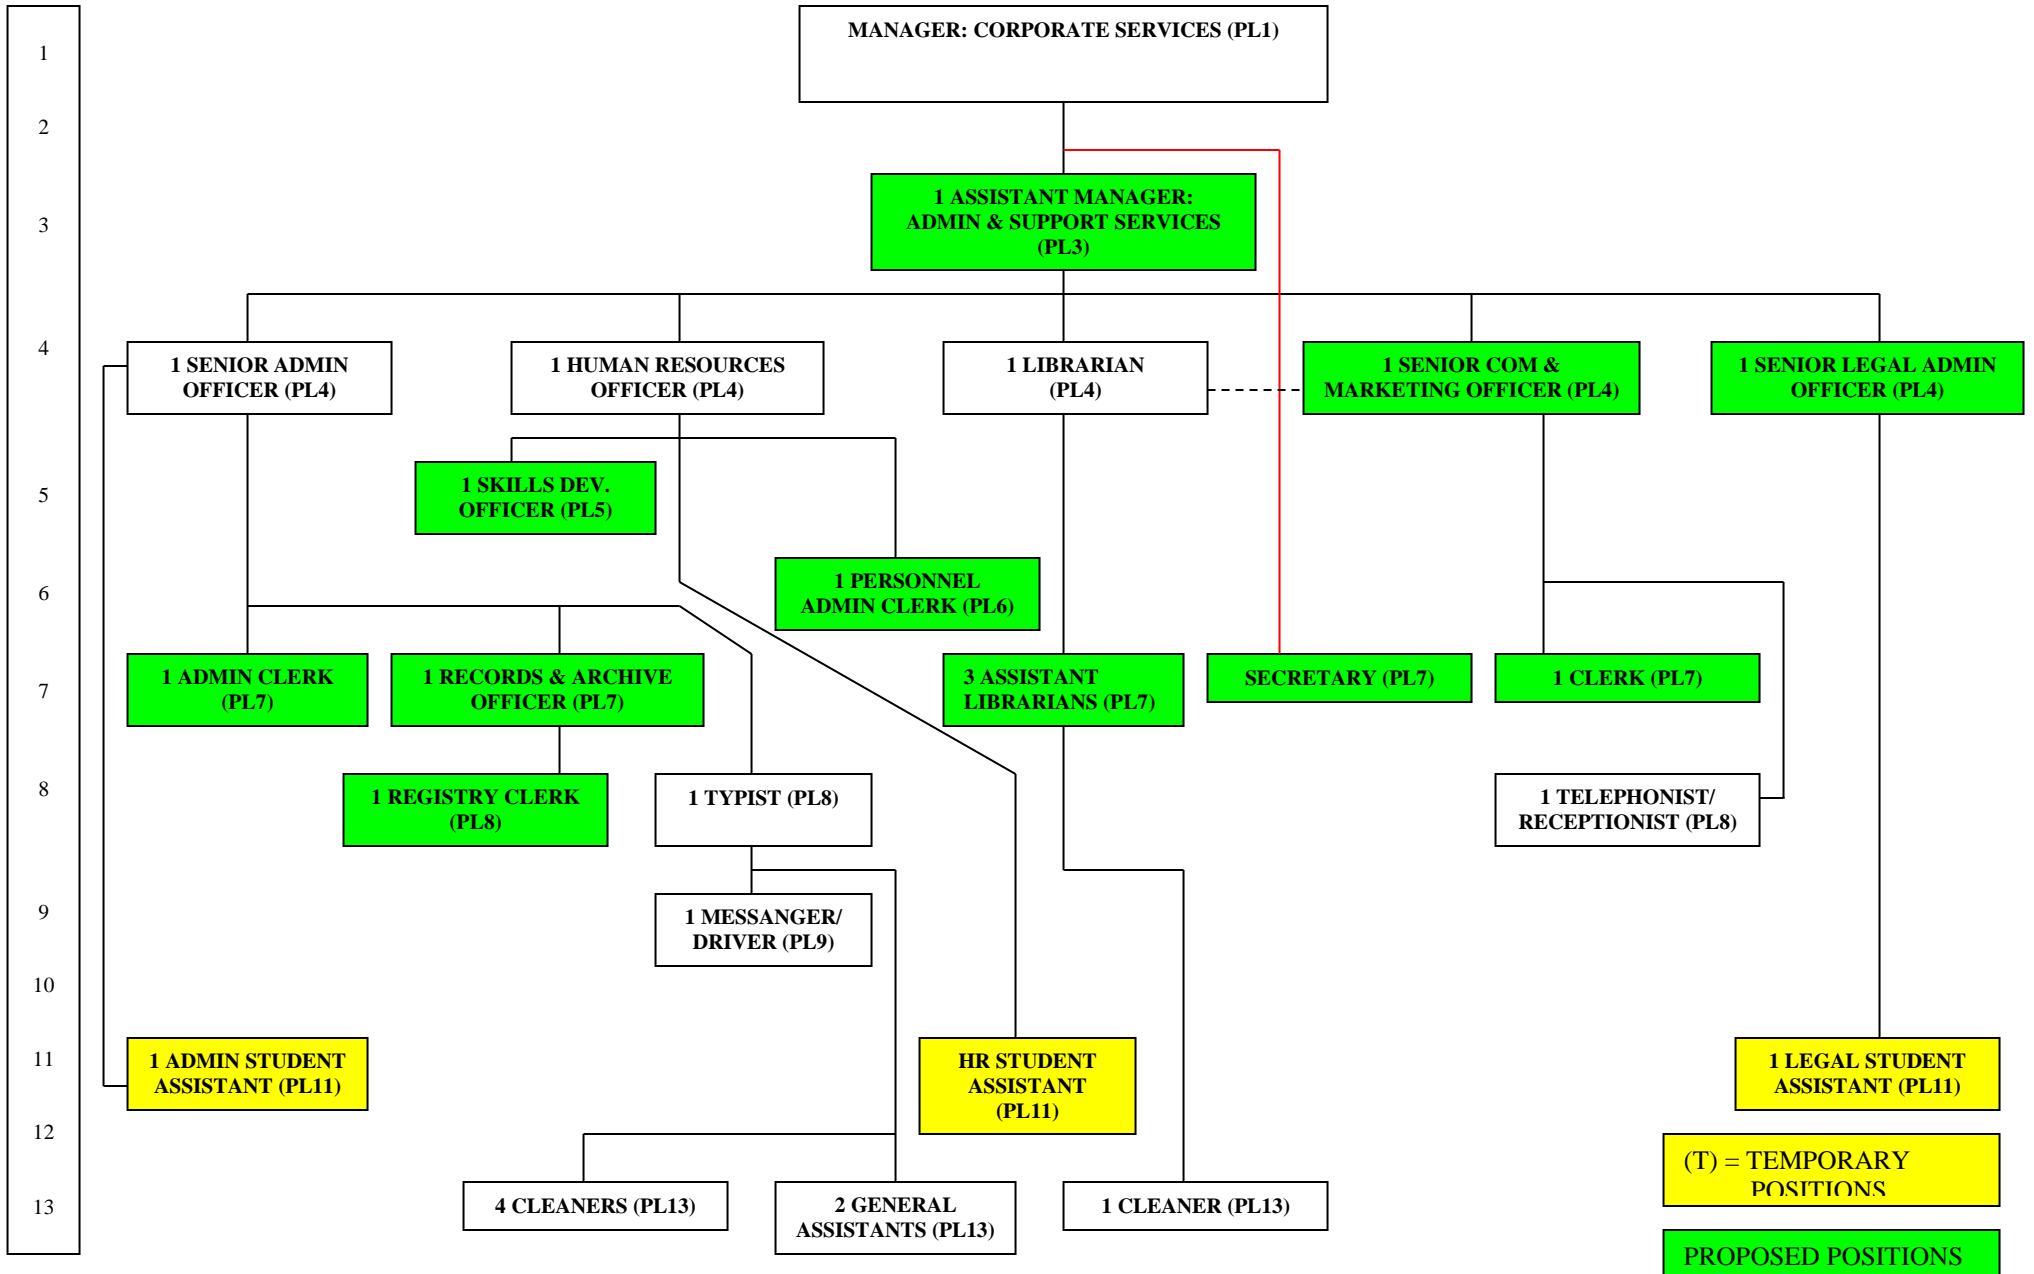 MANAGER: CORPORATE SERVICES (PL1)
1
2
1 ASSISTANT MANAGER:
ADMIN & SUPPORT SERVICES
(PL3)
3
4
1 SENIOR ADMIN
OFFICER (PL4)
1 HUMAN RESOURCES
OFFICER (PL4)
1 LIBRARIAN
(PL4)
1 SENIOR COM &
MARKETING OFFICER (PL4)
1 SENIOR LEGAL ADMIN
OFFICER (PL4)
5
1 SKILLS DEV.
OFFICER (PL5)
6
1 PERSONNEL
ADMIN CLERK (PL6)
7
1 ADMIN CLERK
(PL7)
1 RECORDS & ARCHIVE
OFFICER (PL7)
3 ASSISTANT
LIBRARIANS (PL7)
SECRETARY (PL7)
1 CLERK (PL7)
8
1 REGISTRY CLERK
(PL8)
1 TYPIST (PL8)
1 TELEPHONIST/
RECEPTIONIST (PL8)
9
1 MESSANGER/
DRIVER (PL9)
10
11
1 ADMIN STUDENT
ASSISTANT (PL11)
HR STUDENT
ASSISTANT
(PL11)
1 LEGAL STUDENT
ASSISTANT (PL11)
12
(T) = TEMPORARY
POSITIONS
13
4 CLEANERS (PL13)
2 GENERAL
ASSISTANTS (PL13)
1 CLEANER (PL13)
PROPOSED POSITIONS